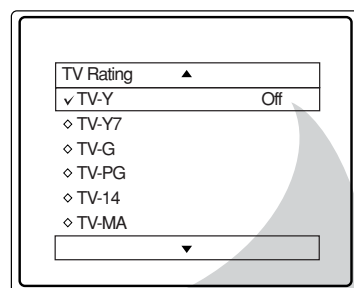 TV Rating ▲
✓ TV-Y Off
◇ TV-Y7
◇ TV-G
◇ TV-PG
◇ TV-14
◇ TV-MA
▼